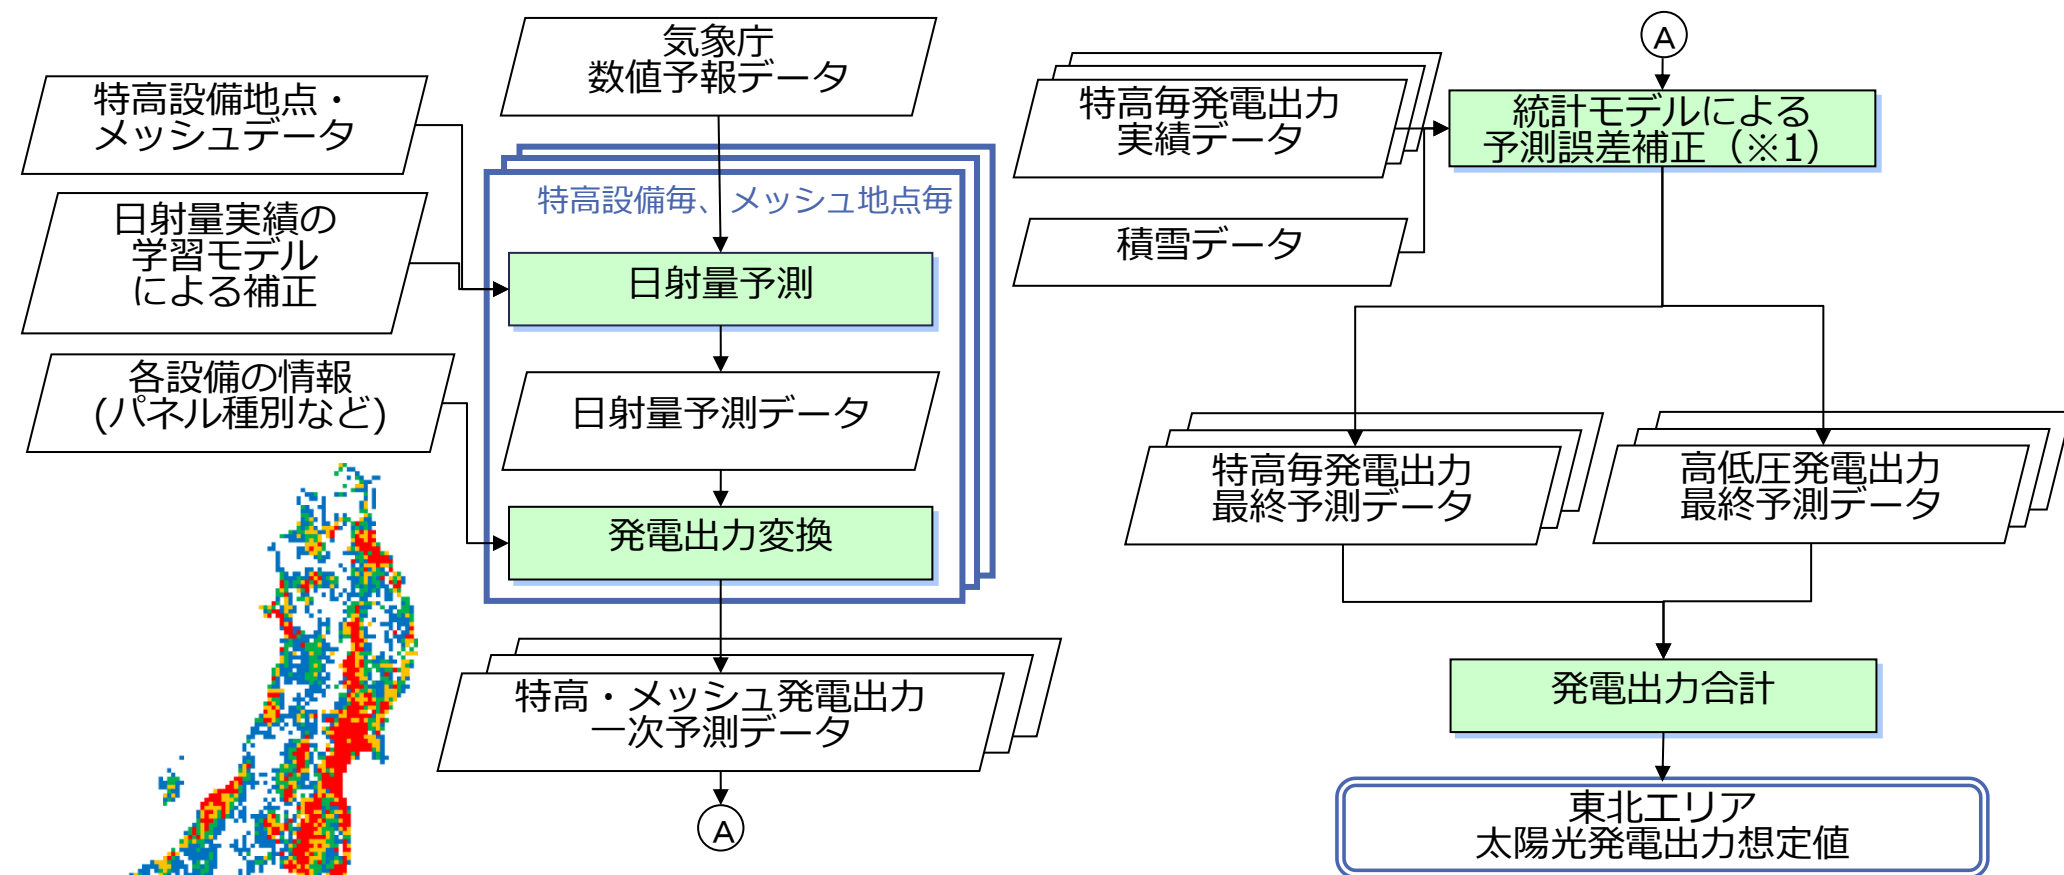 気象庁
数値予報データ
特高設備地点・
メッシュデータ
特高設備毎、メッシュ地点毎
日射量実績の
学習モデル
による補正
日射量予測
各設備の情報
(パネル種別など)
日射量予測データ
発電出力変換
特高・メッシュ発電出力
一次予測データ
A
A
特高毎発電出力
実績データ
統計モデルによる
予測誤差補正（※1）
積雪データ
特高毎発電出力
最終予測データ
高低圧発電出力
最終予測データ
発電出力合計
東北エリア
太陽光発電出力想定値